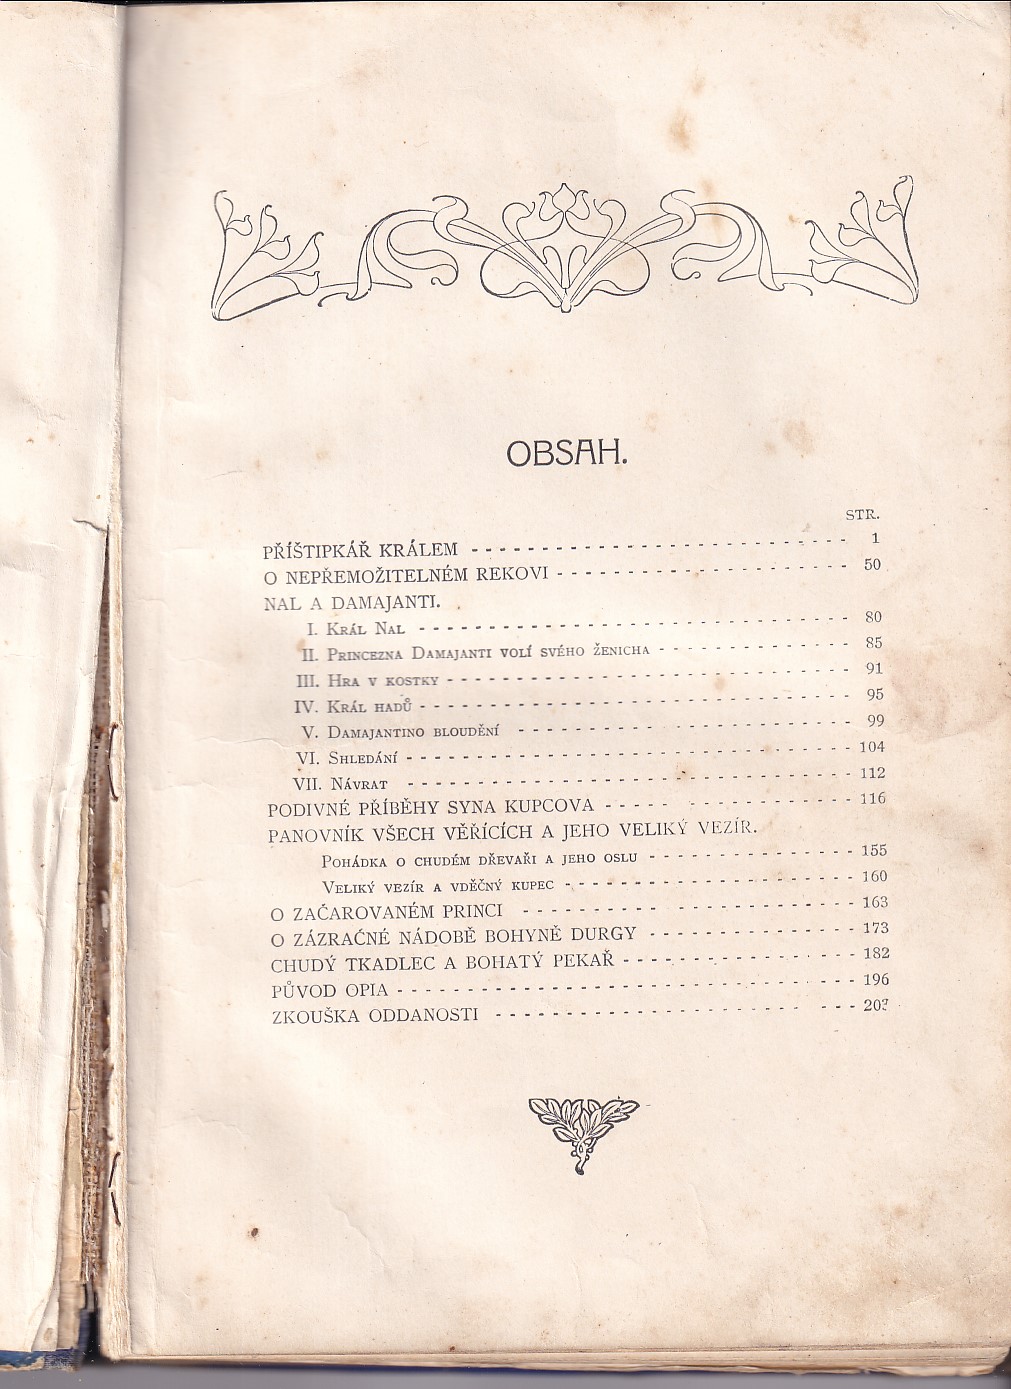 OBSAH.
STR.
PŘÍŠTIPKÁŘ KRÁLEM - - - - - - - - - - - - - - - - - - - - - - - - - - - 1
O NEPŘEMOŽITELNÉM REKOVI - - - - - - - - - - - - - - - - - - - - - 50
NAL A DAMAJANTI.
I. KRÁL NAL - - - - - - - - - - - - - - - - - - - - - - - - - - - - - - 80
II. PRINCEZNA DAMAJANTI VOLÍ SVÉHO ŽENICHA - - - - - - - - - - - - - - 85
III. HRA V KOSTKY - - - - - - - - - - - - - - - - - - - - - - - - - - - - 91
IV. KRÁL HADŮ - - - - - - - - - - - - - - - - - - - - - - - - - - - - - - 95
V. DAMAJANTINO BLOUDĚNÍ - - - - - - - - - - - - - - - - - - - - - - - 99
VI. SHLEDÁNÍ - - - - - - - - - - - - - - - - - - - - - - - - - - - - - - - 104
VII. NÁVRAT - - - - - - - - - - - - - - - - - - - - - - - - - - - - - - - 112
PODIVNÉ PŘÍBĚHY SYNA KUPCOVA - - - - - - - - - - - - - - - - - 116
PANOVNÍK VŠECH VĚŘÍCÍCH A JEHO VELIKÝ VEZÍR.
POHÁDKA O CHUDÉM DŘEVAŘI A JEHO OSLU - - - - - - - - - - - - - - - 155
VELIKÝ VEZÍR A VDĚČNÝ KUPEC - - - - - - - - - - - - - - - - - - - - 160
O ZAČAROVANÉM PRINCI - - - - - - - - - - - - - - - - - - - - - - 163
O ZÁZRAČNÉ NÁDOBĚ BOHYNĚ DURGY - - - - - - - - - - - - - - - 173
CHUDÝ TKADLEC A BOHATÝ PEKAŘ - - - - - - - - - - - - - - - - - 182
PŮVOD OPIA - - - - - - - - - - - - - - - - - - - - - - - - - - - - - - - - 196
ZKOUŠKA ODDANOSTI - - - - - - - - - - - - - - - - - - - - - - - - -